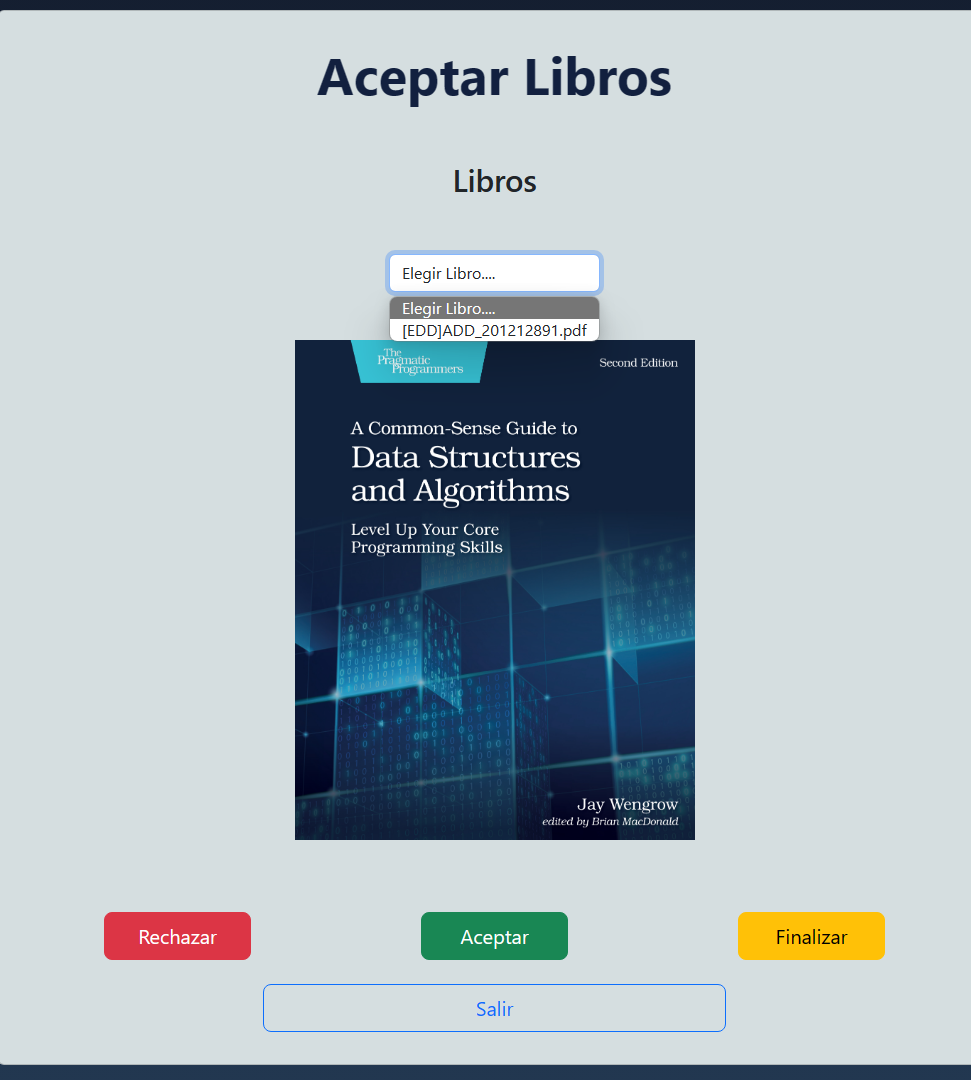 Aceptar Libros
Libros
Elegir Libro....
Elegir Libro....
[EDD]ADD_201212891.pdf
The
Pragmatic
Programmers
Second Edition
A Common-Sense Guide to
Data Structures
and Algorithms
Level Up Your Core
Programming Skills
Jay Wengrow
edited by Brian MacDonald
Rechazar
Aceptar
Finalizar
Salir